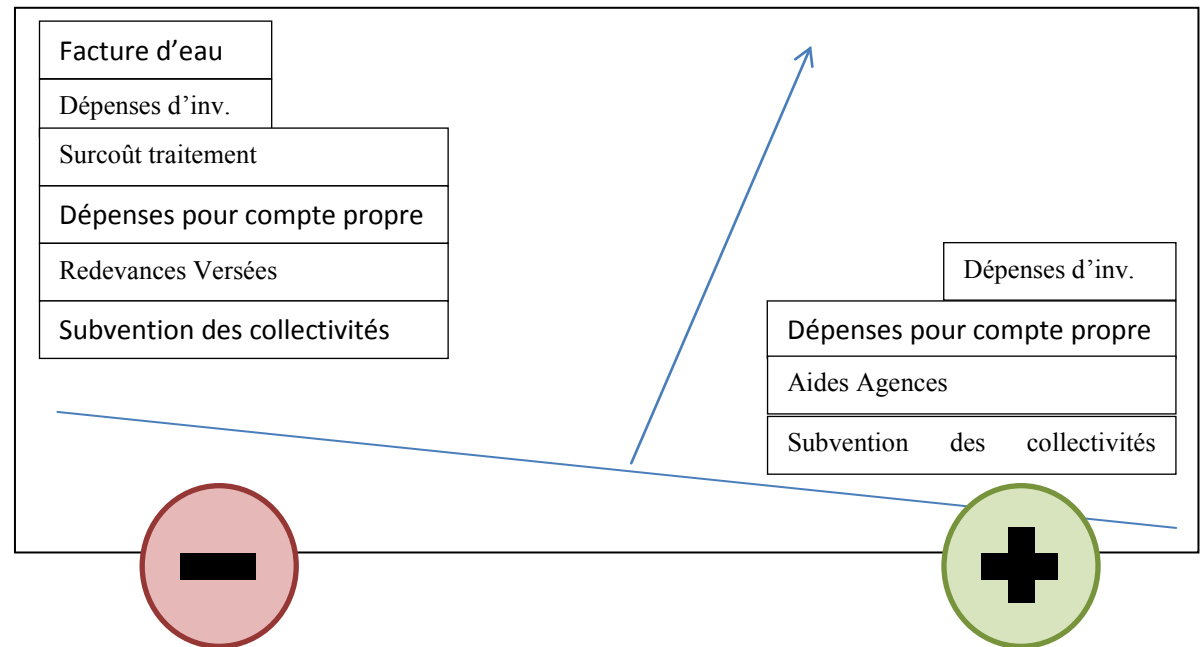 Facture d’eau
Dépenses d’inv.
Surcoût traitement
Dépenses pour compte propre
Redevances Versées
Subvention des collectivités
Dépenses d’inv.
Dépenses pour compte propre
Aides Agences
Subvention des collectivités